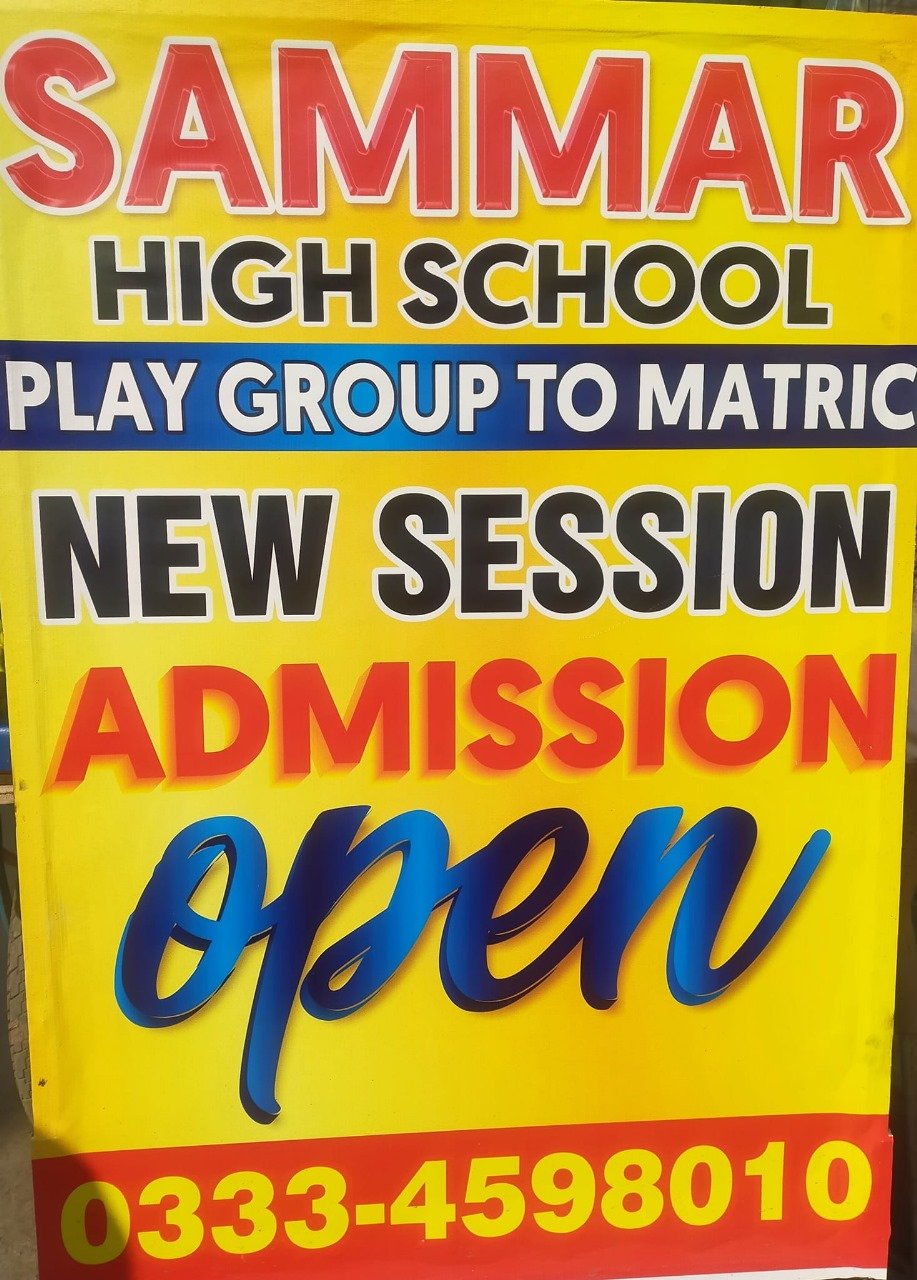 SAMMAR
HIGH SCHOOL
PLAY GROUP TO MATRIC
NEW SESSION
ADMISSION
open
0333-4598010